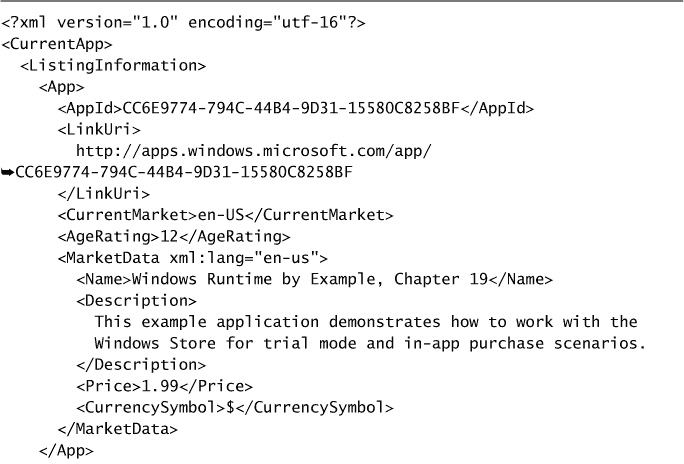 <?xml version="1.0" encoding="utf-16"?>
<CurrentApp>
  <ListingInformation>
    <App>
      <AppId>CC6E9774-794C-44B4-9D31-15580C8258BF</AppId>
      <LinkUri>
        http://apps.windows.microsoft.com/app/
➥CC6E9774-794C-44B4-9D31-15580C8258BF
      </LinkUri>
      <CurrentMarket>en-US</CurrentMarket>
      <AgeRating>12</AgeRating>
      <MarketData xml:lang="en-us">
        <Name>Windows Runtime by Example, Chapter 19</Name>
        <Description>
          This example application demonstrates how to work with the
          Windows Store for trial mode and in-app purchase scenarios.
        </Description>
        <Price>1.99</Price>
        <CurrencySymbol>$</CurrencySymbol>
      </MarketData>
    </App>